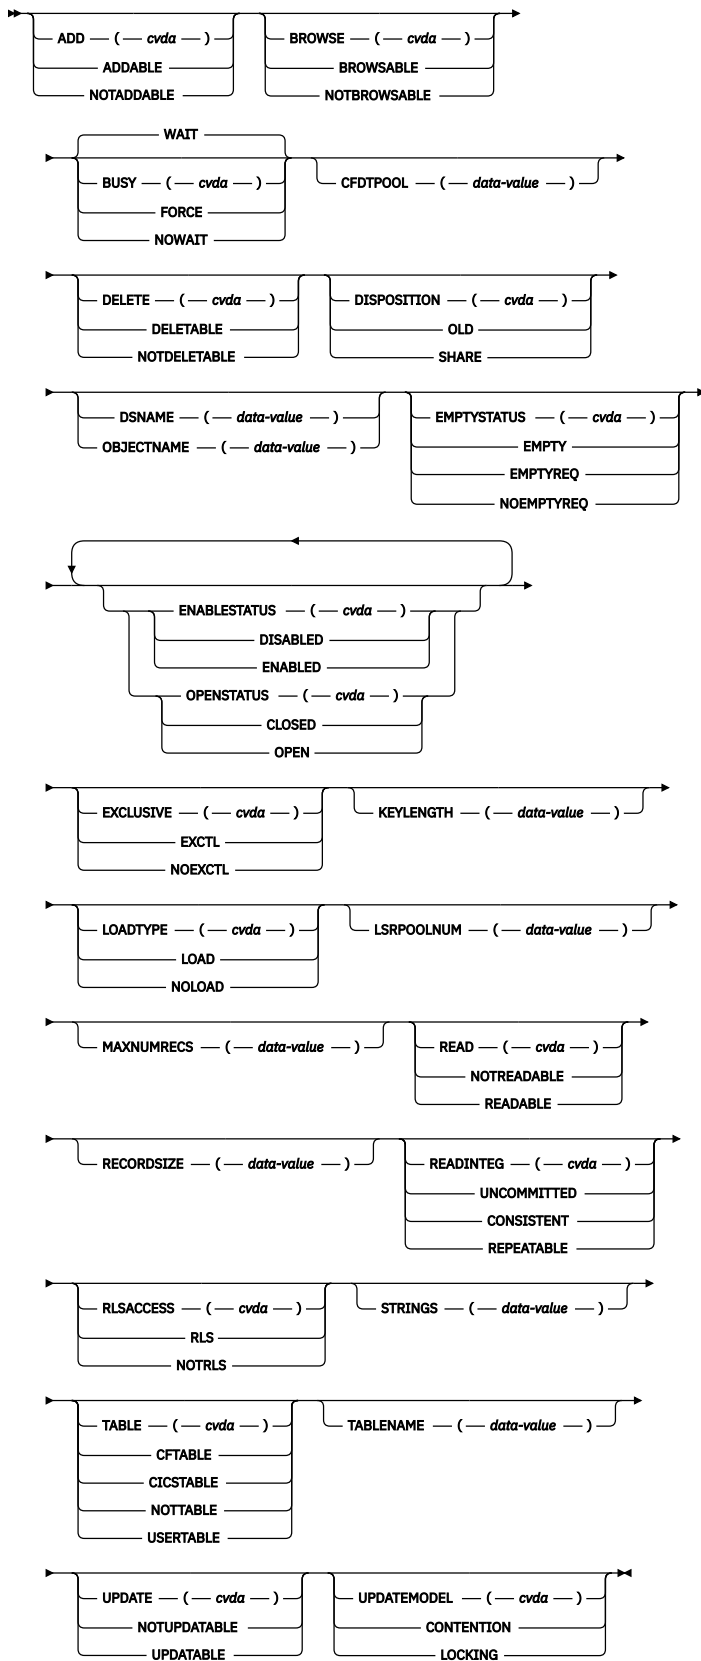 ADD ( cvda ) BROWSE ( cvda )
ADDABLE BROWSABLE
NOTADDABLE NOTBROWSABLE
WAIT
BUSY ( cvda ) CFDTPOOL ( data-value )
FORCE
NOWAIT
DELETE ( cvda ) DISPOSITION ( cvda )
DELETABLE OLD
NOTDELETABLE SHARE
DSNAME ( data-value ) EMPTYSTATUS ( cvda )
OBJECTNAME ( data-value ) EMPTY
EMPTYREQ
NOEMPTYREQ
ENABLESTATUS ( cvda )
DISABLED
ENABLED
OPENSTATUS ( cvda )
CLOSED
OPEN
EXCLUSIVE ( cvda ) KEYLENGTH ( data-value )
EXCTL
NOEXCTL
LOADTYPE ( cvda ) LSRPOOLNUM ( data-value )
LOAD
NOLOAD
MAXNUMRECS ( data-value ) READ ( cvda )
NOTREADABLE
READABLE
RECORDSIZE ( data-value ) READINTEG ( cvda )
UNCOMMITTED
CONSISTENT
REPEATABLE
RLSACCESS ( cvda ) STRINGS ( data-value )
RLS
NOTRLS
TABLE ( cvda ) TABLENAME ( data-value )
CFTABLE
CICSTABLE
NOTTABLE
USERTABLE
UPDATE ( cvda ) UPDATEMODEL ( cvda )
NOTUPDATABLE CONTENTION
UPDATABLE LOCKING